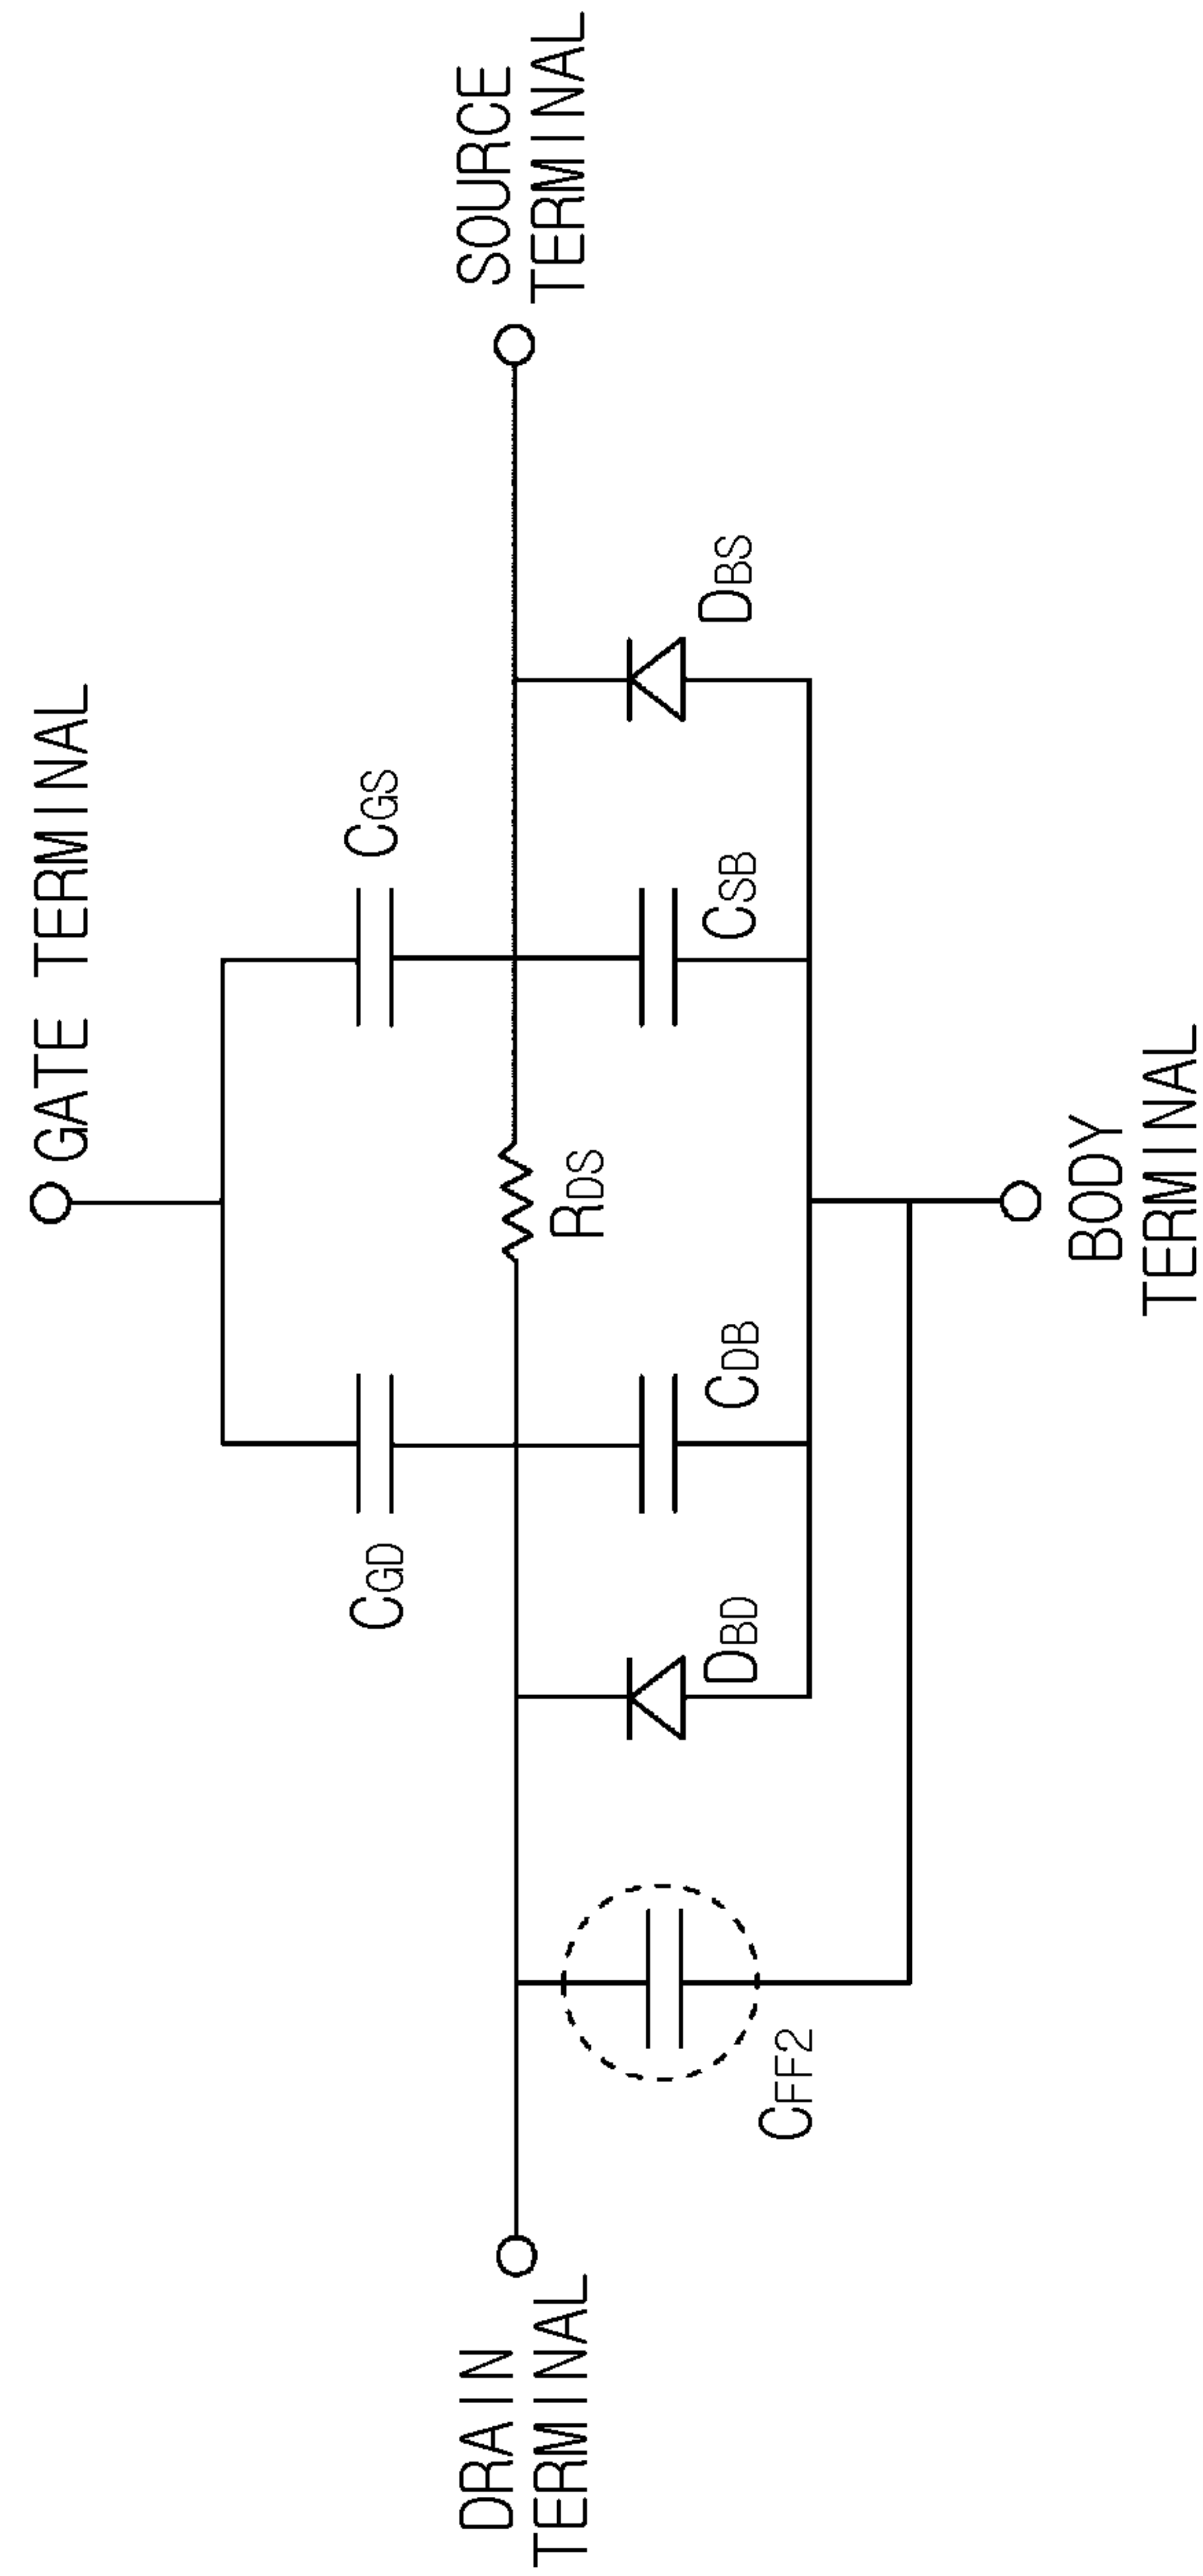 GATE TERMINAL
CGD
CGS
DRAIN
TERMINAL
RDS
SOURCE
TERMINAL
CFF2
DBD
CDB
CSB
DBS
BODY
TERMINAL